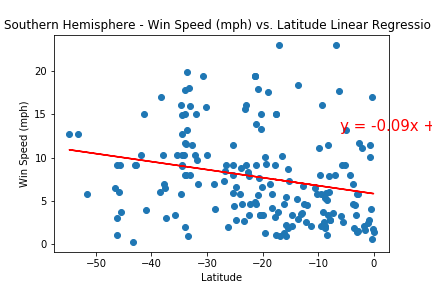 Southern Hemisphere - Win Speed (mph) vs. Latitude Linear Regressio
y = -0.09x +
Win Speed (mph)
20
15
10
5
0
−50
−40
−30
−20
−10
0
Latitude